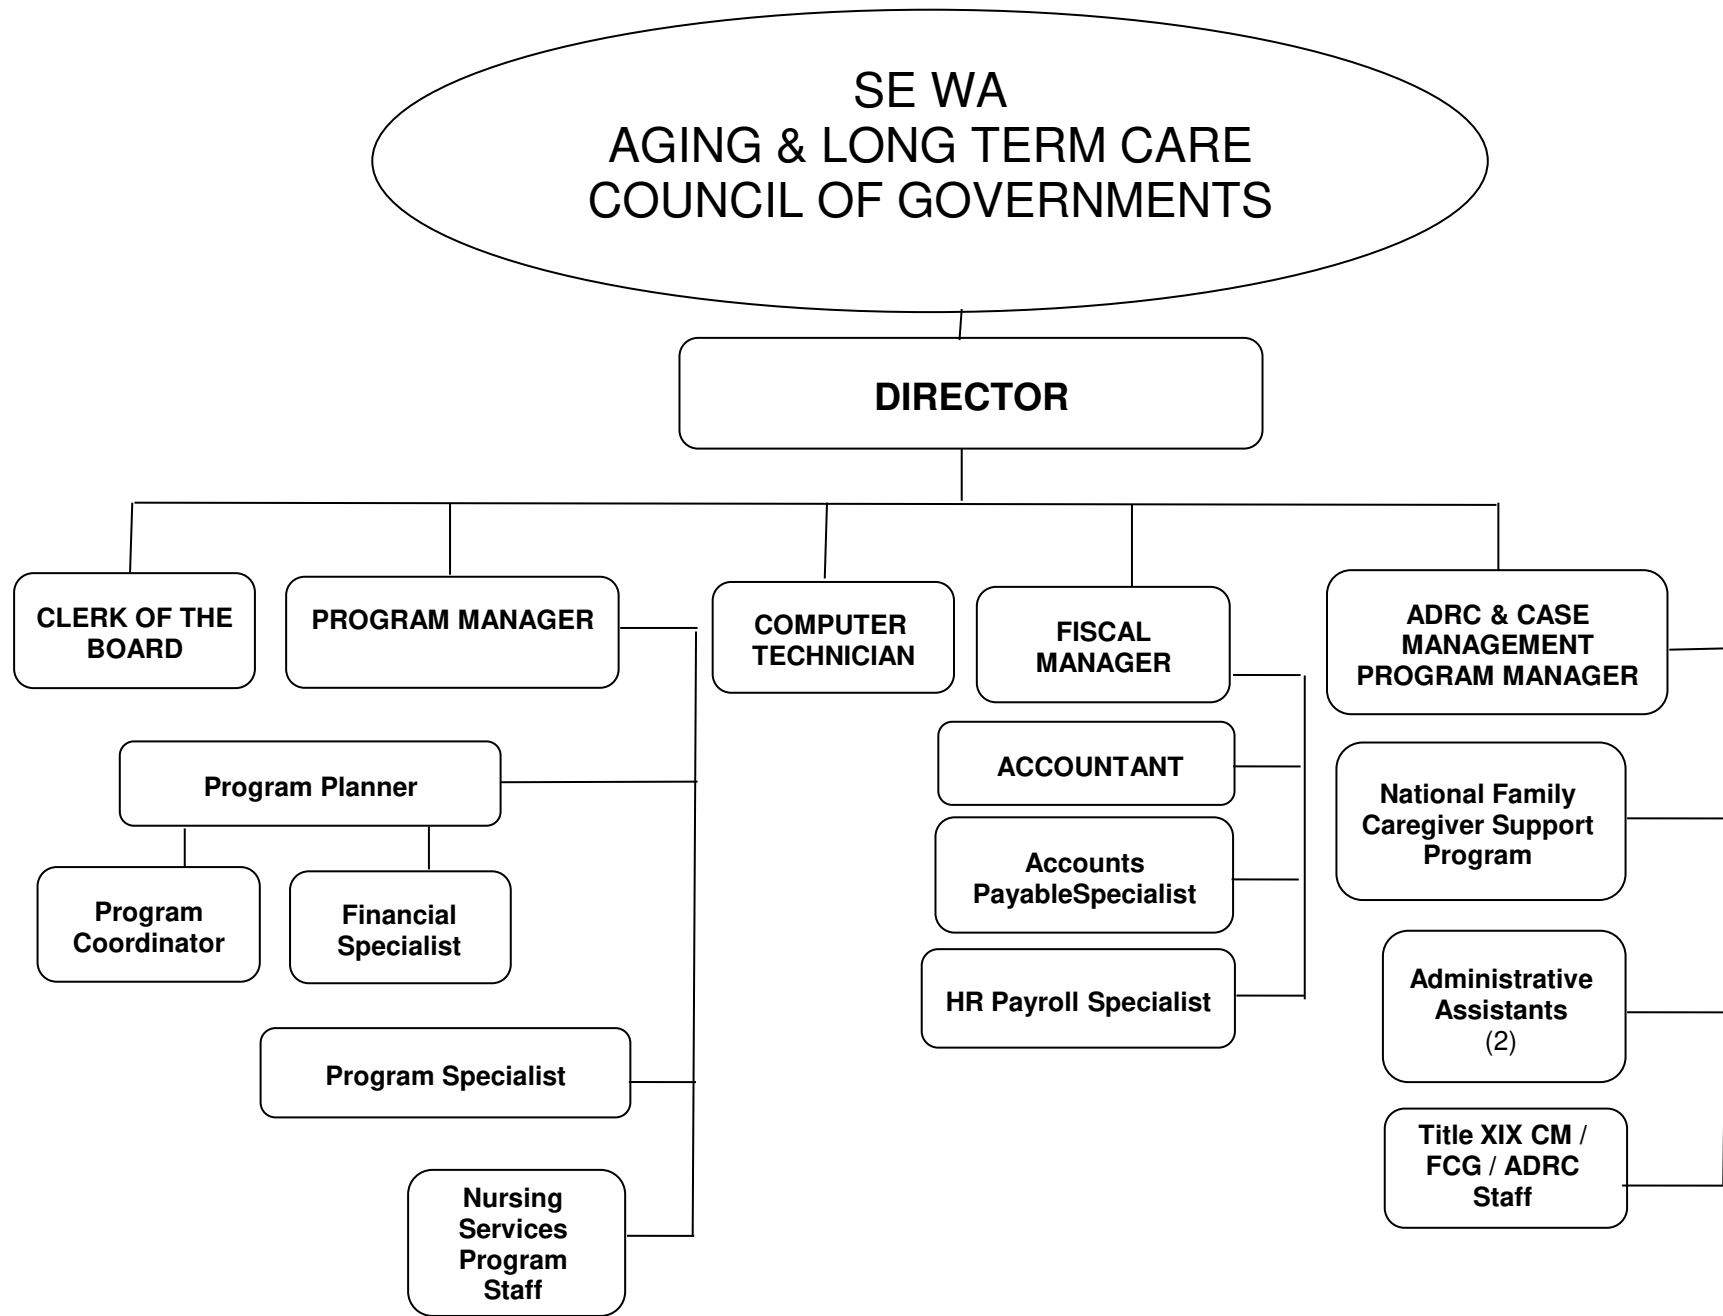 SE WA
AGING & LONG TERM CARE
COUNCIL OF GOVERNMENTS
DIRECTOR
CLERK OF THE
BOARD
PROGRAM MANAGER
COMPUTER
TECHNICIAN
FISCAL
MANAGER
ADRC & CASE
MANAGEMENT
PROGRAM MANAGER
Program Planner
Program
Coordinator
Financial
Specialist
Program Specialist
Nursing
Services
Program
Staff
ACCOUNTANT
Accounts
PayableSpecialist
HR Payroll Specialist
National Family
Caregiver Support
Program
Administrative
Assistants
(2)
Title XIX CM /
FCG / ADRC
Staff